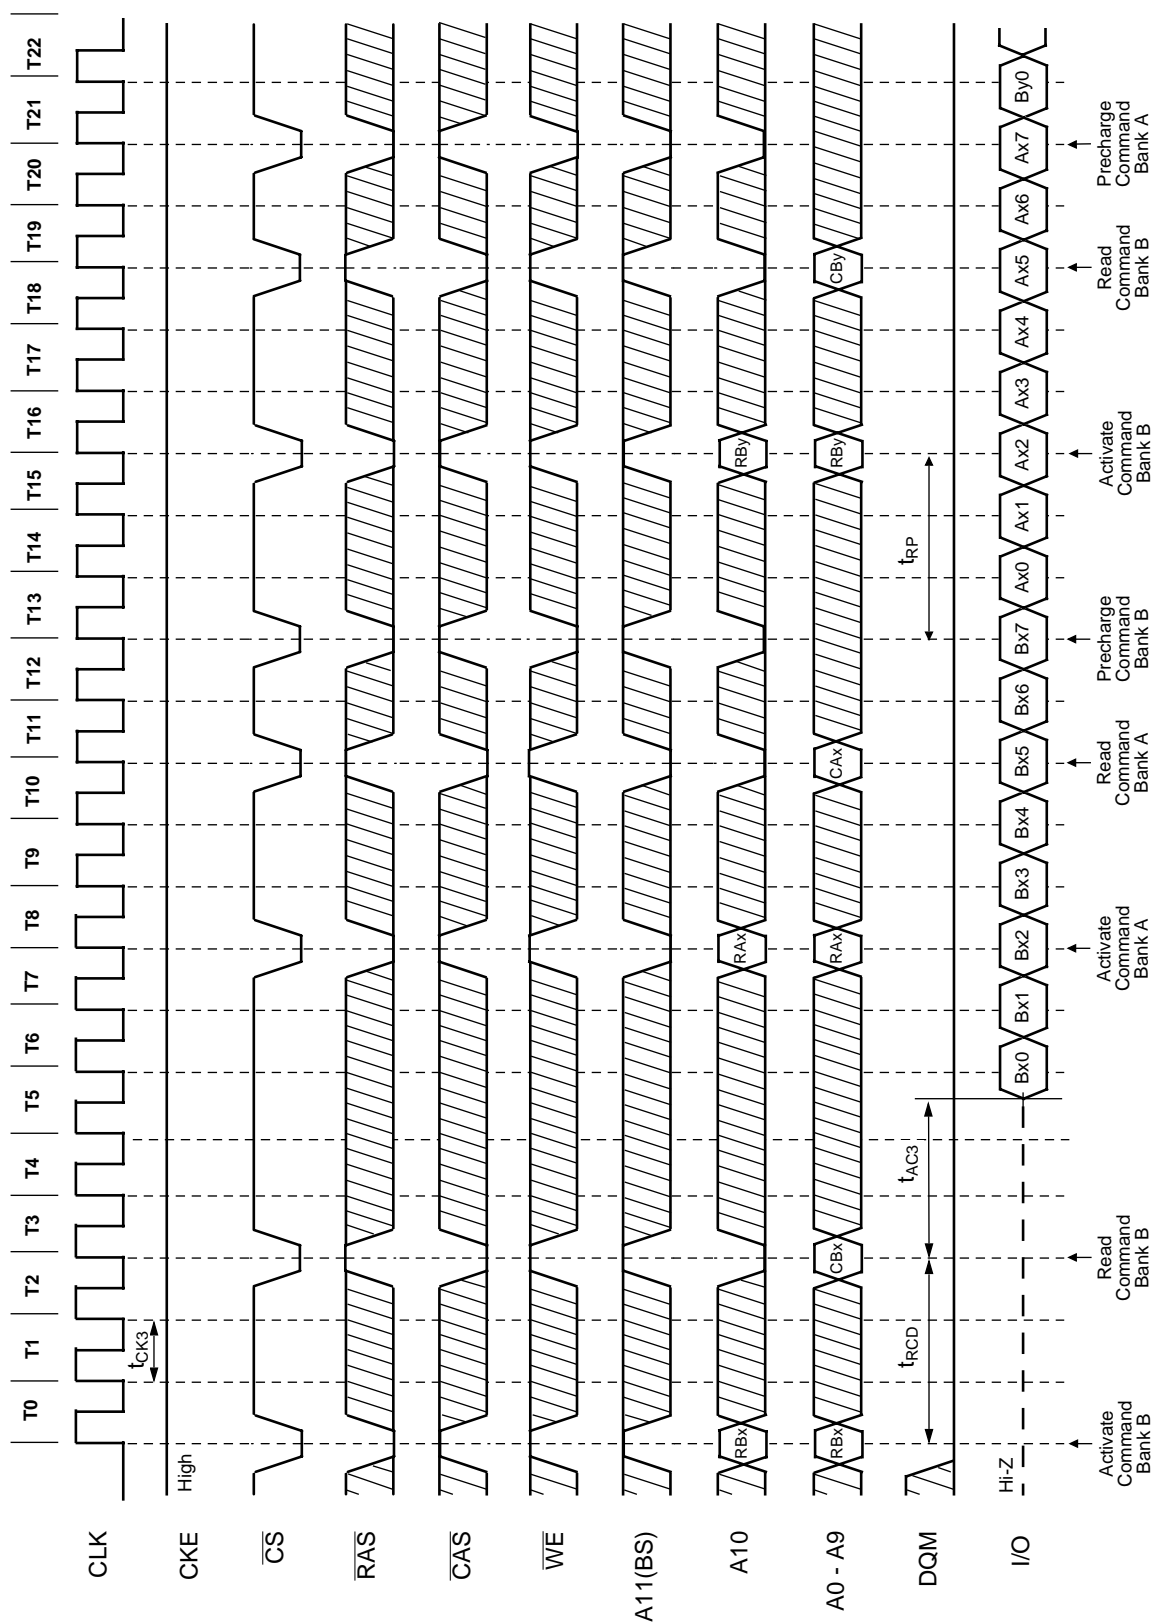 T0 T1 T2 T3 T4 T5 T6 T7 T8 T9 T10 T11 T12 T13 T14 T15 T16 T17 T18 T19 T20 T21 T22
CLK
tCK3
CKE
High
CS
RAS
CAS
WE
A11(BS)
A10
RBx RAx RBy
A0 - A9
RBx CBx RAx CAx RBy CBy
DQM
tRCD tAC3 tRP
I/O
Hi-Z
Bx0 Bx1 Bx2 Bx3 Bx4 Bx5 Bx6 Bx7 Ax0 Ax1 Ax2 Ax3 Ax4 Ax5 Ax6 Ax7 By0
Activate
Command
Bank B
Read
Command
Bank B
Activate
Command
Bank A
Read
Command
Bank A
Precharge
Command
Bank B
Activate
Command
Bank B
Read
Command
Bank B
Precharge
Command
Bank A